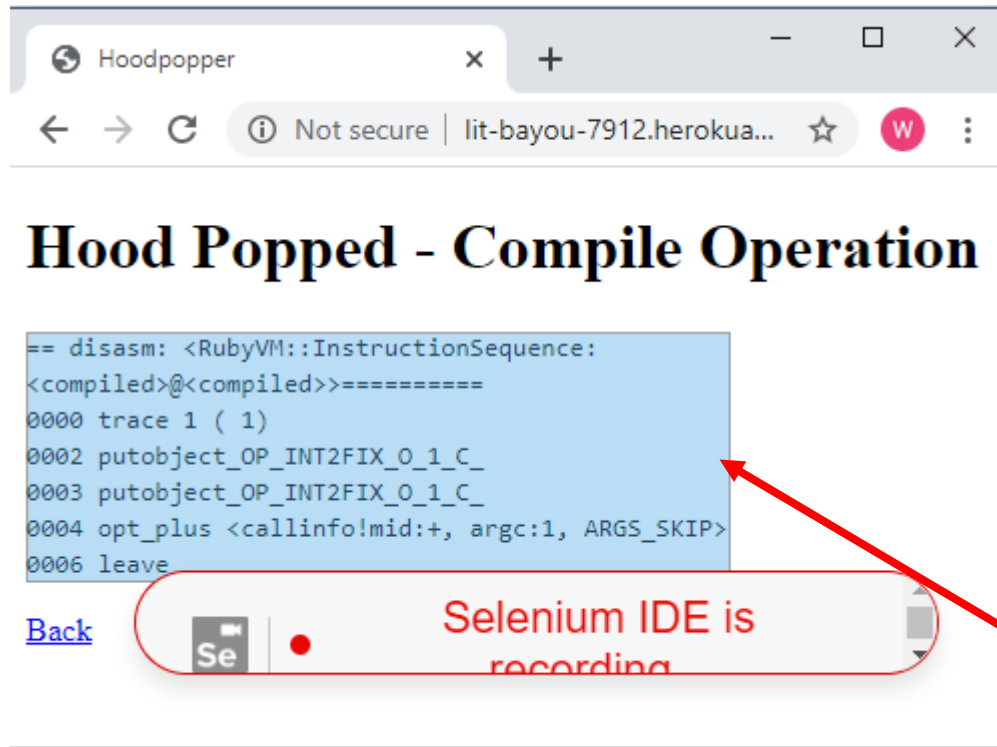 Hoodpopper
Not secure | lit-bayou-7912.herokua...
W
Hood Popped - Compile Operation
== disasm: <RubyVM::InstructionSequence:
<compiled>@<compiled>>==========
0000 trace 1 ( 1)
0002 putobject_OP_INT2FIX_O_1_C_
0003 putobject_OP_INT2FIX_O_1_C_
0004 opt_plus <callinfo!mid:+, argc:1, ARGS_SKIP>
0006 leave
Back
Se
Selenium IDE is
recording